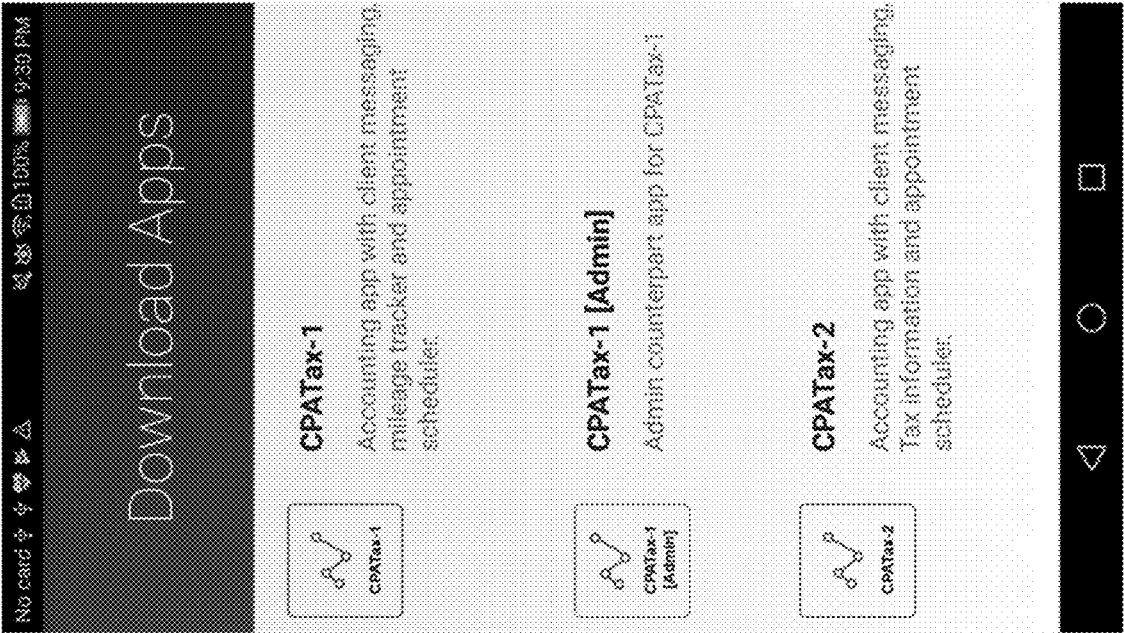 No card 100% 9:30 PM
Download Apps
CPATax-1
CPATax-1
Accounting app with client messaging,
mileage tracker and appointment
scheduler.
CPATax-1
[Admin]
CPATax-1 [Admin]
Admin counterpart app for CPATax-1
CPATax-2
CPATax-2
Accounting app with client messaging,
Tax information and appointment
scheduler.